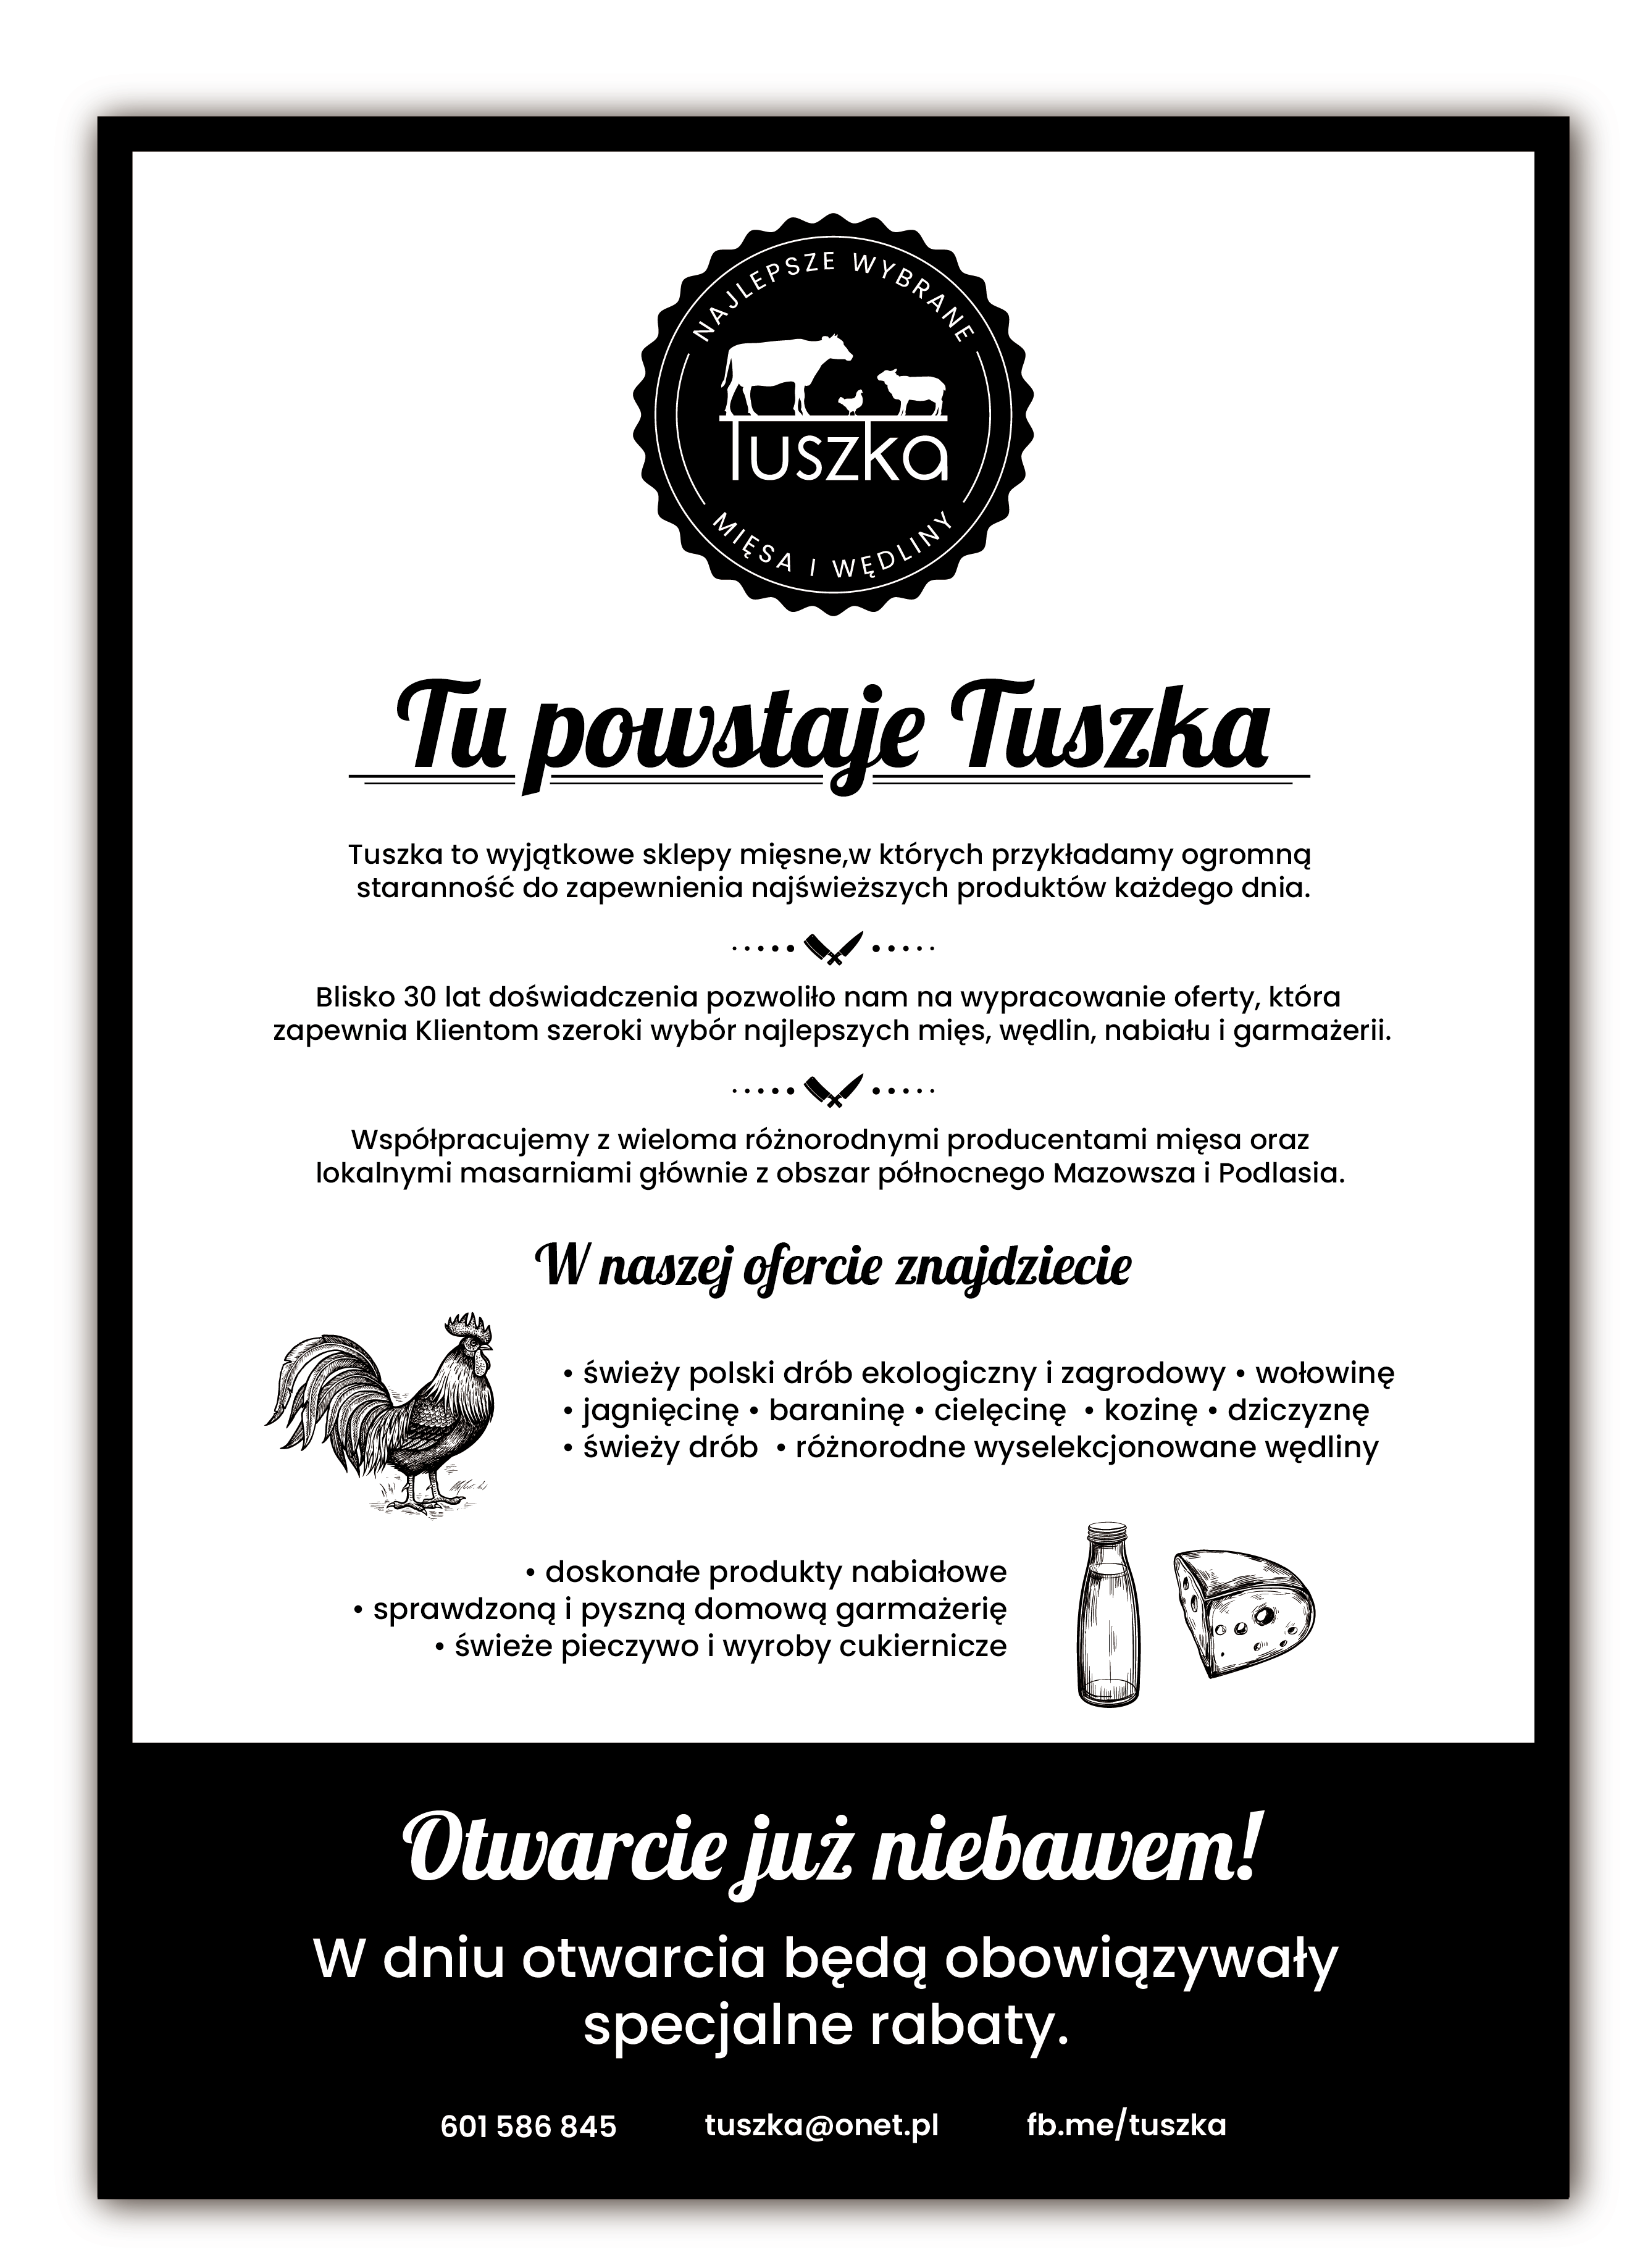 NAJLEPSZE WYBRANE
Tuszka
MIĘSA I WĘDLINY
Tu powstaje Tuszka
Tuszka to wyjątkowe sklepy mięsne,w których przykładamy ogromną
staranność do zapewnienia najświeższych produktów każdego dnia.
Blisko 30 lat doświadczenia pozwoliło nam na wypracowanie oferty, która
zapewnia Klientom szeroki wybór najlepszych mięs, wędlin, nabiału i garmażerii.
Współpracujemy z wieloma różnorodnymi producentami mięsa oraz
lokalnymi masarniami głównie z obszar północnego Mazowsza i Podlasia.
W naszej ofercie znajdziecie
• świeży polski drób ekologiczny i zagrodowy • wołowinę
• jagnięcinę • baraninę • cielęcinę • kozinę • dziczyznę
• świeży drób • różnorodne wyselekcjonowane wędliny
• doskonałe produkty nabiałowe
• sprawdzoną i pyszną domową garmażerię
• świeże pieczywo i wyroby cukiernicze
Otwarcie już niebawem!
W dniu otwarcia będą obowiązywały
specjalne rabaty.
601 586 845 tuszka@onet.pl fb.me/tuszka